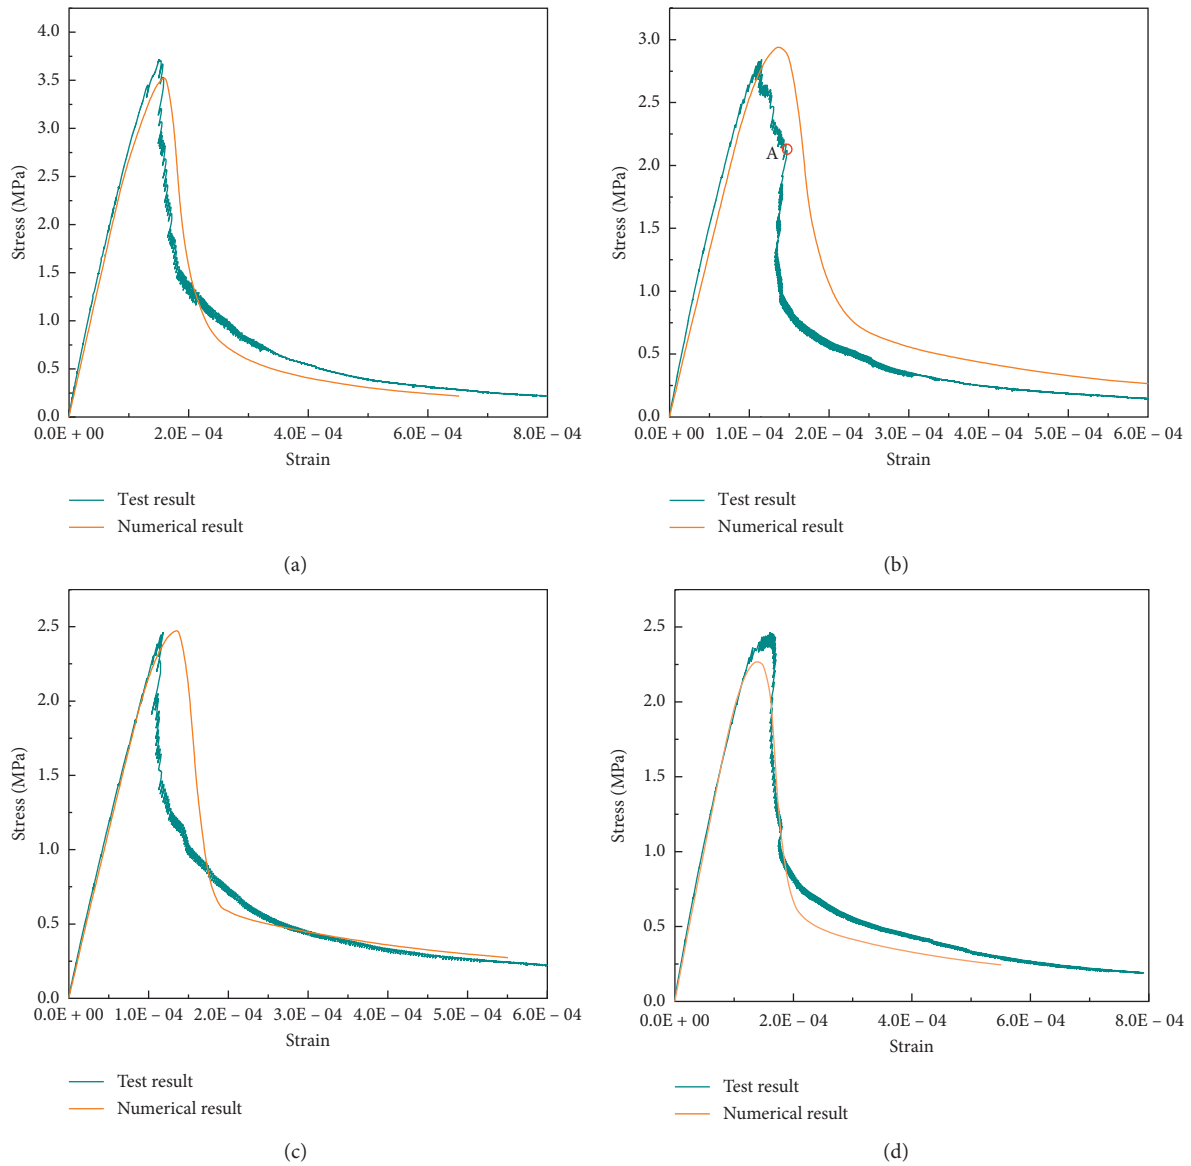 4.0
3.5
3.0
2.5
2.0
1.5
1.0
0.5
0.0
Stress (MPa)
0.0E + 00 2.0E – 04 4.0E – 04 6.0E – 04 8.0E – 04
Strain
Test result
Numerical result
(a)
3.0
2.5
2.0
1.5
1.0
0.5
0.0
Stress (MPa)
A
0.0E + 00 1.0E – 04 2.0E – 04 3.0E – 04 4.0E – 04 5.0E – 04 6.0E – 04
Strain
Test result
Numerical result
(b)
2.5
2.0
1.5
1.0
0.5
0.0
Stress (MPa)
0.0E + 00 1.0E – 04 2.0E – 04 3.0E – 04 4.0E – 04 5.0E – 04 6.0E – 04
Strain
Test result
Numerical result
(c)
2.5
2.0
1.5
1.0
0.5
0.0
Stress (MPa)
0.0E + 00 2.0E – 04 4.0E – 04 6.0E – 04 8.0E – 04
Strain
Test result
Numerical result
(d)